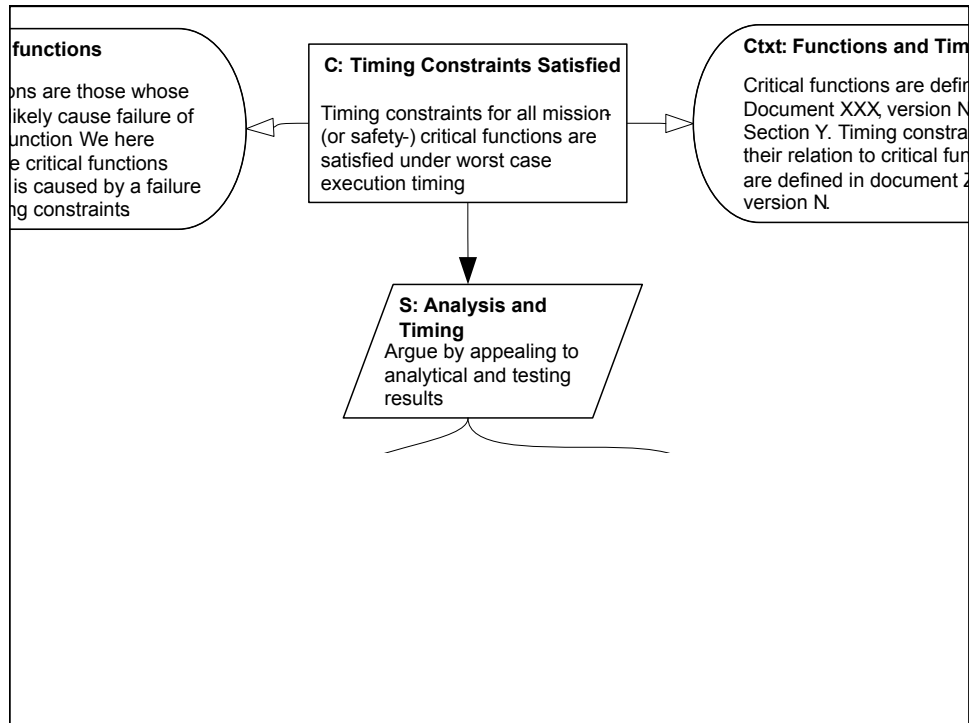 functions
ons are those whose
likely cause failure of
unction. We here
e critical functions
is caused by a failure
ng constraints.
C: Timing Constraints Satisfied
Timing constraints for all mission-
(or safety-) critical functions are
satisfied under worst case
execution timing
Ctxt: Functions and Tim
Critical functions are defin
Document XXX, version N
Section Y. Timing constra
their relation to critical fun
are defined in document Z
version N.
S: Analysis and
Timing
Argue by appealing to
analytical and testing
results